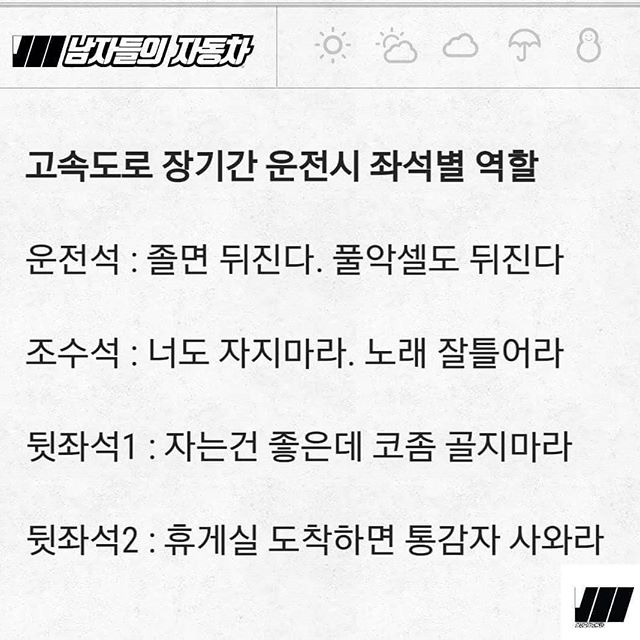 남자들의 자동차
고속도로 장기간 운전시 좌석별 역할
운전석 : 졸면 뒤진다. 풀악셀도 뒤진다
조수석 : 너도 자지마라. 노래 잘틀어라
뒷좌석1 : 자는건 좋은데 코좀 골지마라
뒷좌석2 : 휴게실 도착하면 통감자 사와라